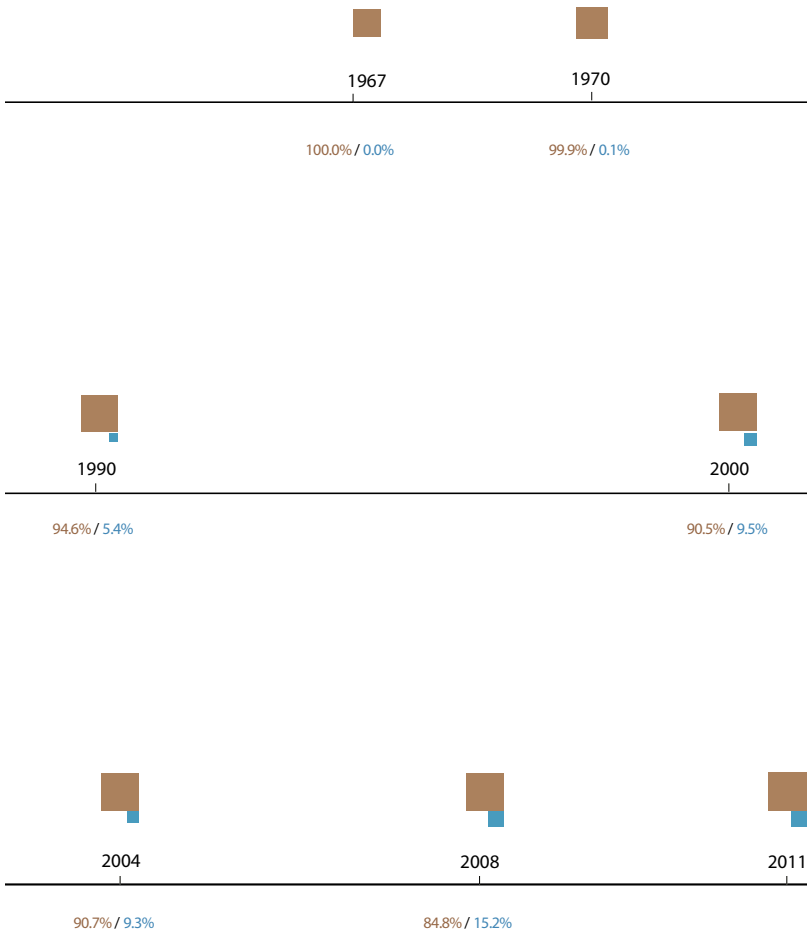 1967 1970
100.0% / 0.0% 99.9% / 0.1%
1990 2000
94.6% / 5.4% 90.5% / 9.5%
2004 2008 2011
90.7% / 9.3% 84.8% / 15.2%